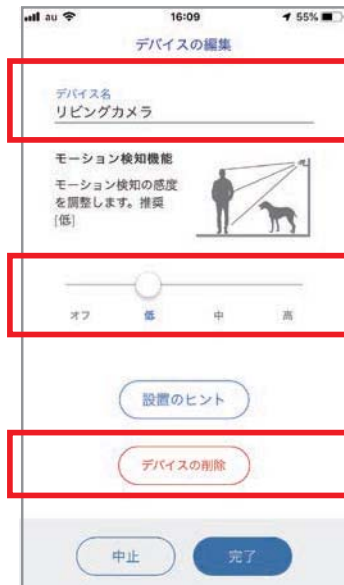 au 16:09 55%
デバイスの編集
デバイス名
リビングカメラ
モーション検知機能
モーション検知の感度
を調整します。推奨
[低]
オフ 低 中 高
設置のヒント
デバイスの削除
中止 完了